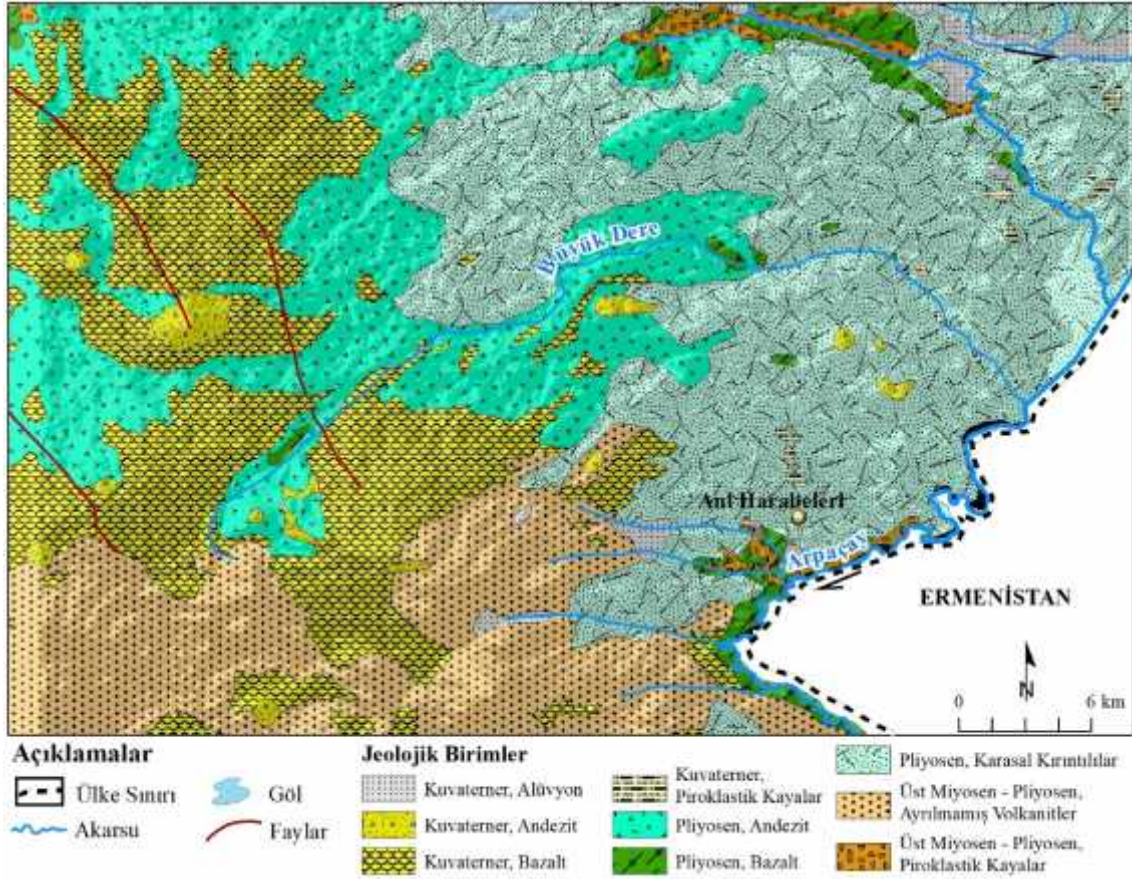 Büyük Dere
Ani Harabeleri
Arpaçay
ERMENİSTAN
N
0 6 km
Açıklamalar
Ülke Sınırı
Göl
Akarsu
Faylar
Jeolojik Birimler
Kuvaterner, Alüvyon
Kuvaterner, Andezit
Kuvaterner, Bazalt
Kuvaterner,
Piroklastik Kayalar
Pliyosen, Andezit
Pliyosen, Bazalt
Pliyosen, Karasal Kırıntılılar
Üst Miyosen - Pliyosen,
Ayrılmamış Volkanitler
Üst Miyosen - Pliyosen,
Piroklastik Kayalar